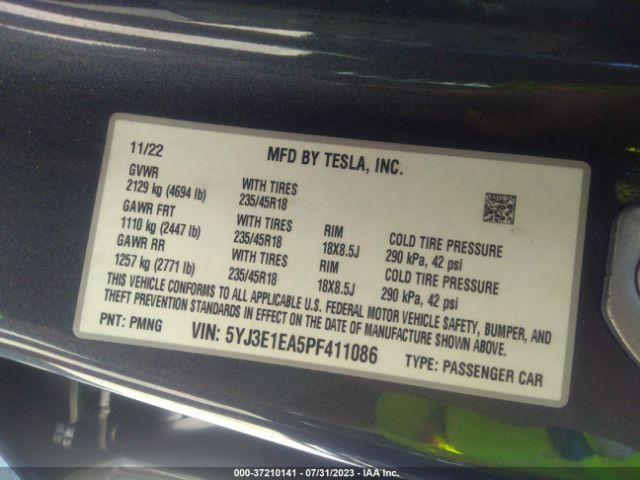 11/22 MFD BY TESLA, INC.
GVWR
2129 kg (4694 lb) WITH TIRES
GAWR FRT 235/45R18
1110 kg (2447 lb) WITH TIRES RIM COLD TIRE PRESSURE
GAWR RR 235/45R18 18X8.5J 290 kPa, 42 psi
1257 kg (2771 lb) WITH TIRES RIM COLD TIRE PRESSURE
235/45R18 18X8.5J 290 kPa, 42 psi
THIS VEHICLE CONFORMS TO ALL APPLICABLE U.S. FEDERAL MOTOR VEHICLE SAFETY, BUMPER, AND
THEFT PREVENTION STANDARDS IN EFFECT ON THE DATE OF MANUFACTURE SHOWN ABOVE.
PNT: PMNG VIN: 5YJ3E1EA5PF411086 TYPE: PASSENGER CAR
000-37210141 - 07/31/2023 - IAA Inc.